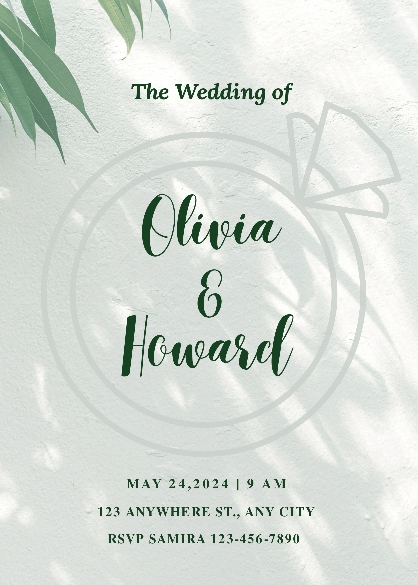 The Wedding of
Olivia
&
Howard
MAY 24,2024 | 9 AM
123 ANYWHERE ST., ANY CITY
RSVP SAMIRA 123-456-7890